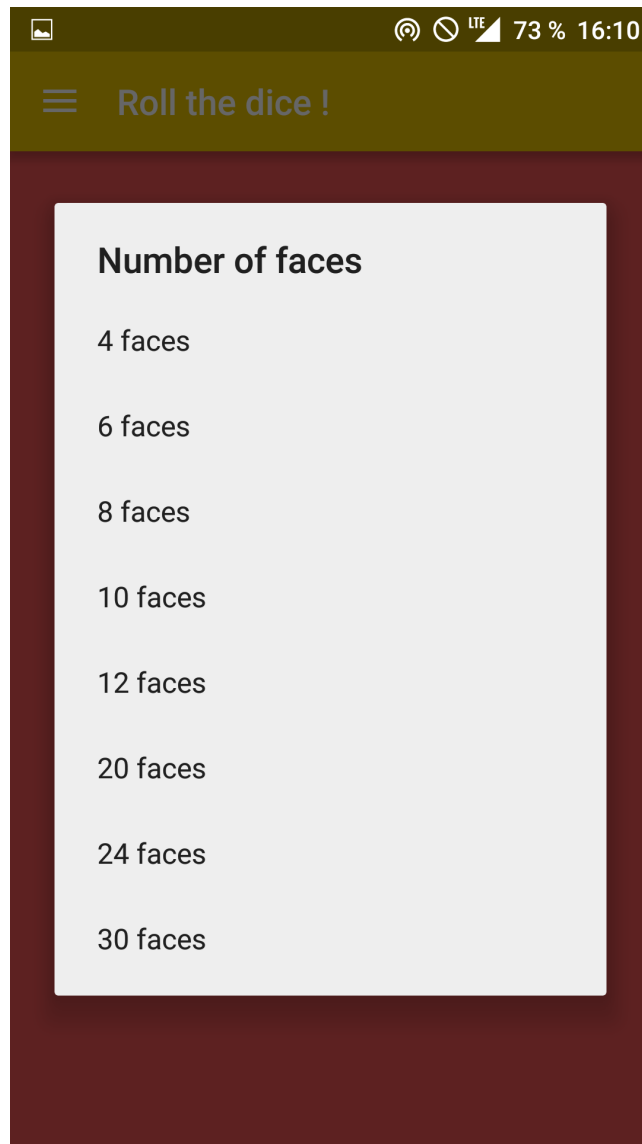 LTE 73 % 16:10
Roll the dice !
Number of faces
4 faces
6 faces
8 faces
10 faces
12 faces
20 faces
24 faces
30 faces